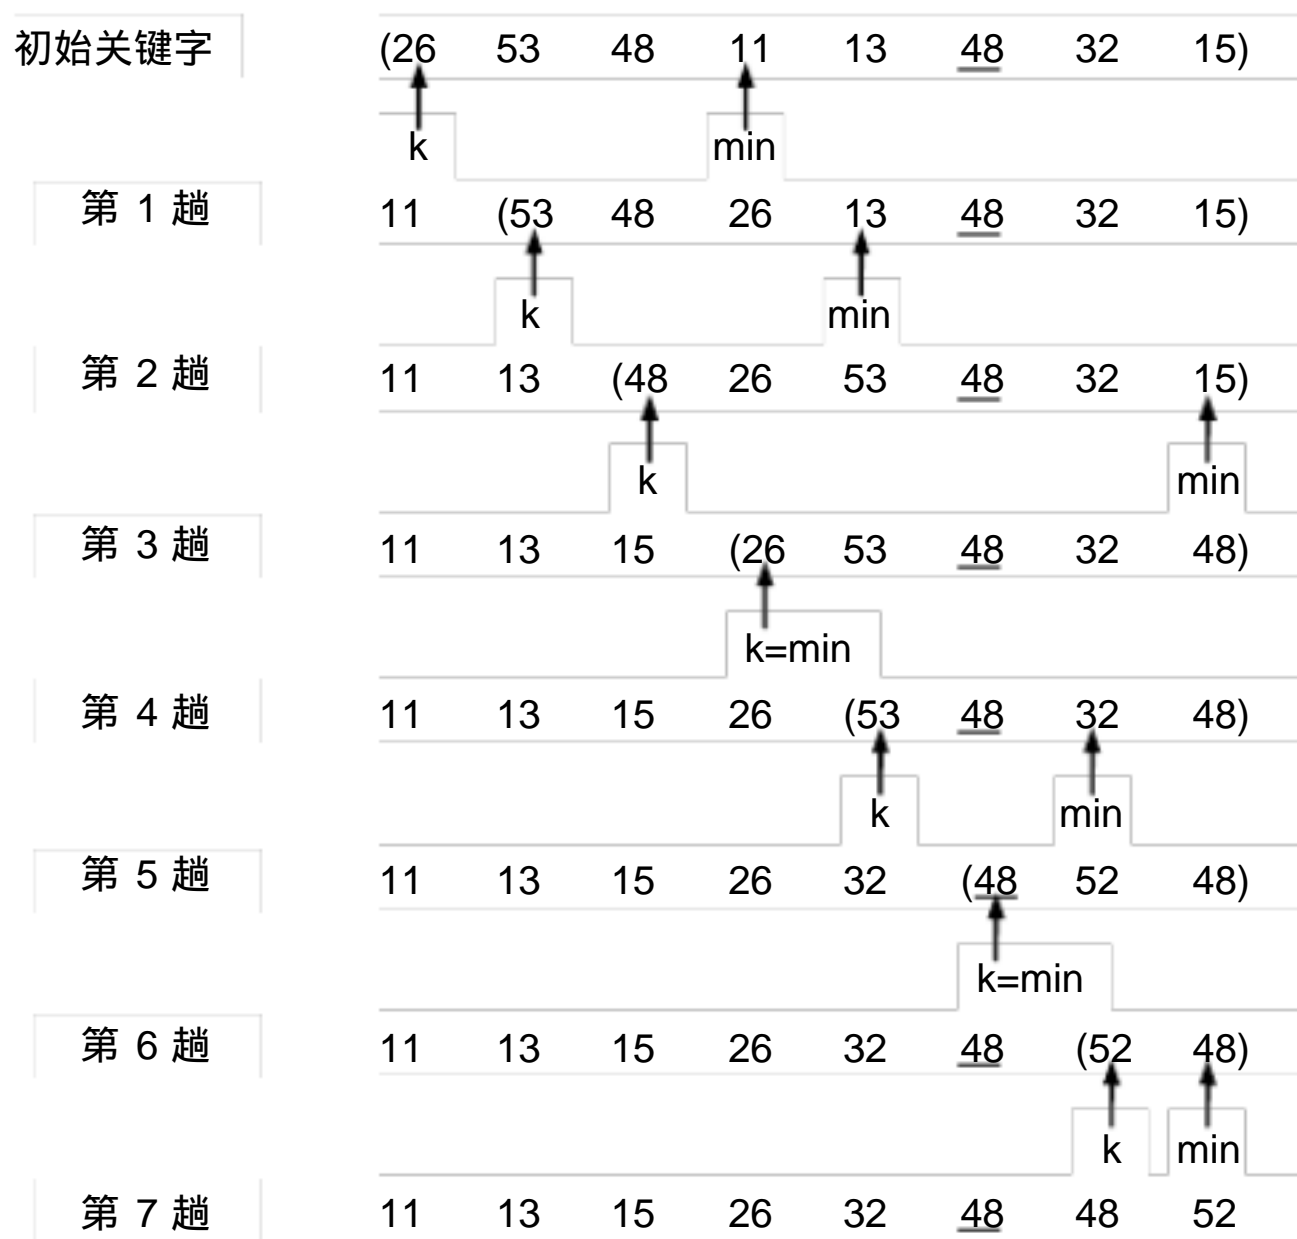 初始关键字 (26 53 48 11 13 48 32 15)
k min
第 1 趟 11 (53 48 26 13 48 32 15)
k min
第 2 趟 11 13 (48 26 53 48 32 15)
k min
第 3 趟 11 13 15 (26 53 48 32 48)
k=min
第 4 趟 11 13 15 26 (53 48 32 48)
k min
第 5 趟 11 13 15 26 32 (48 52 48)
k=min
第 6 趟 11 13 15 26 32 48 (52 48)
k min
第 7 趟 11 13 15 26 32 48 48 52